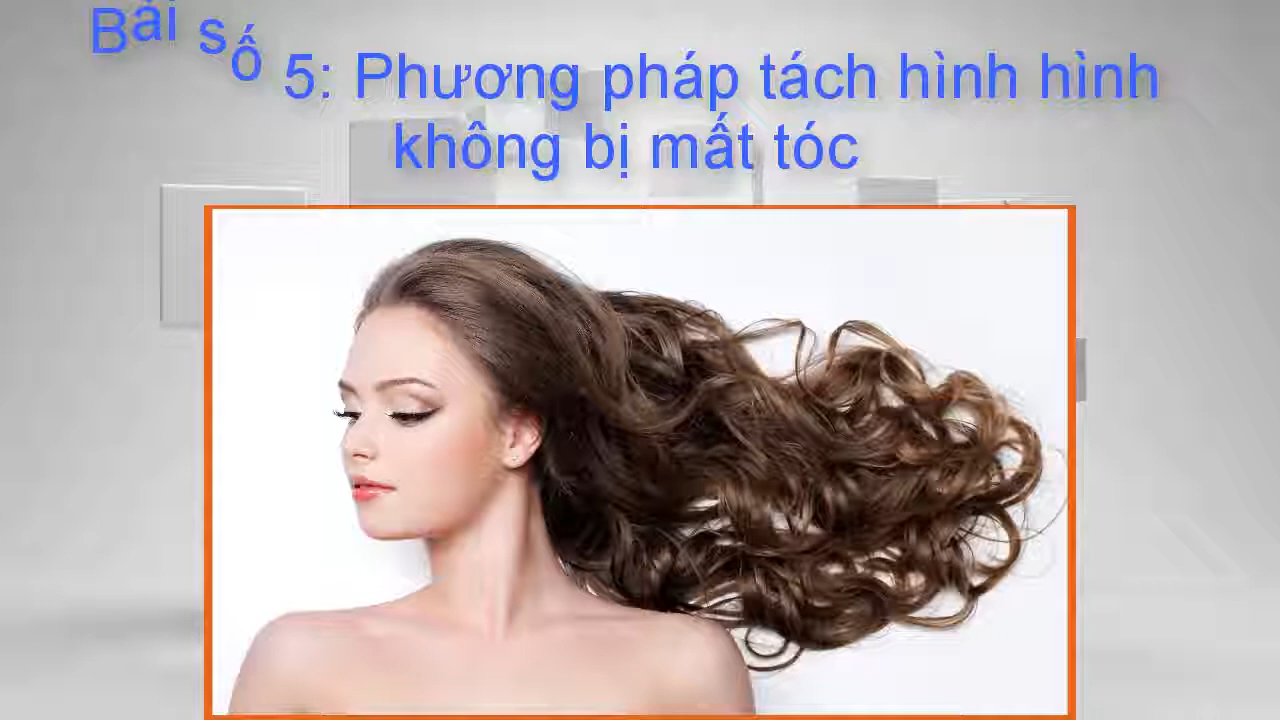 Bài số 5: Phương pháp tách hình hình
không bị mất tóc